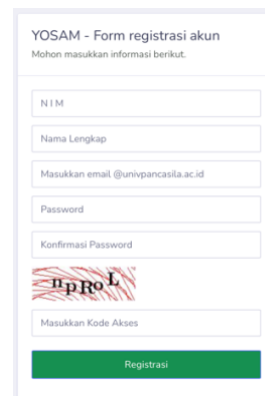 YOSAM - Form registrasi akun
Mohon masukkan informasi berikut.
N I M
Nama Lengkap
Masukkan email @univpancasila.ac.id
Password
Konfirmasi Password
npRoL
Masukkan Kode Akses
Registrasi